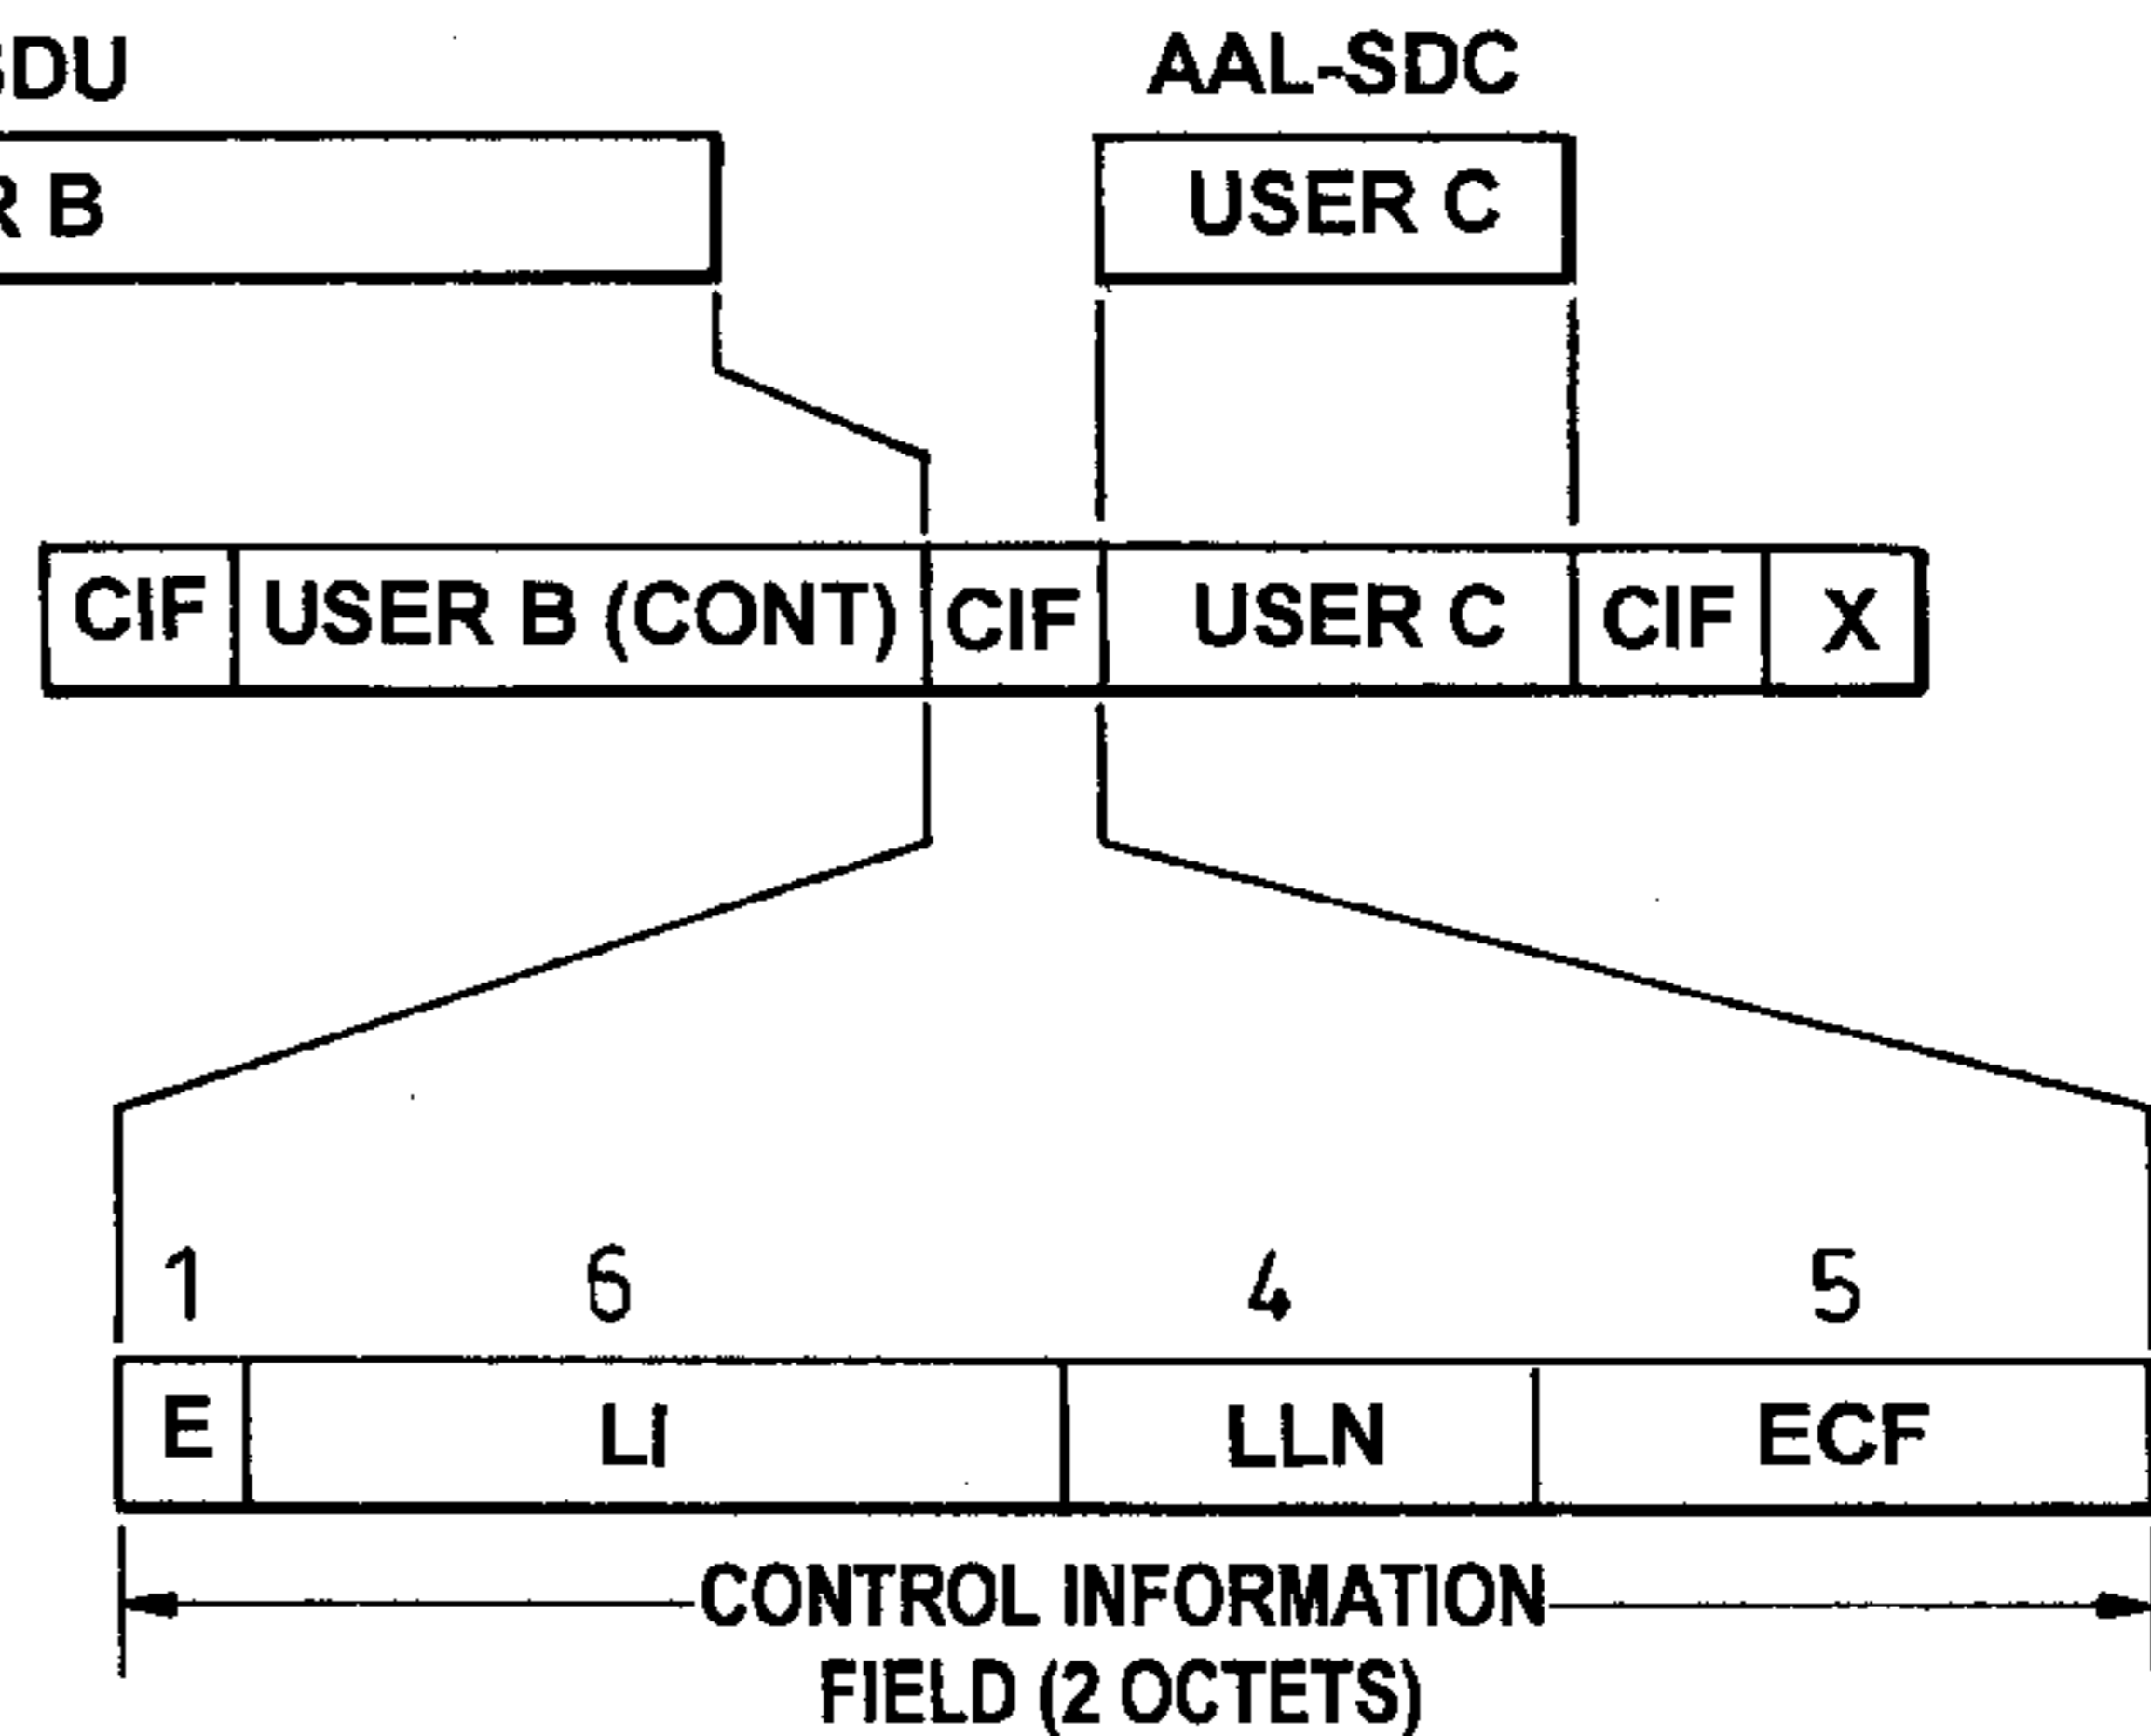 SDU AAL-SDC
R B USER C
CIF USER B (CONT) CIF USER C CIF X
1 6 4 5
E LI LLN ECF
CONTROL INFORMATION
FIELD (2 OCTETS)